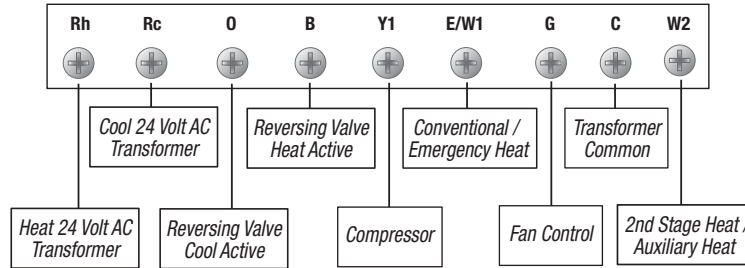 Rh Rc O B Y1 E/W1 G C W2
Cool 24 Volt AC
Transformer
Reversing Valve
Heat Active
Conventional /
Emergency Heat
Transformer
Common
Heat 24 Volt AC
Transformer
Reversing Valve
Cool Active
Compressor
Fan Control
2nd Stage Heat /
Auxiliary Heat